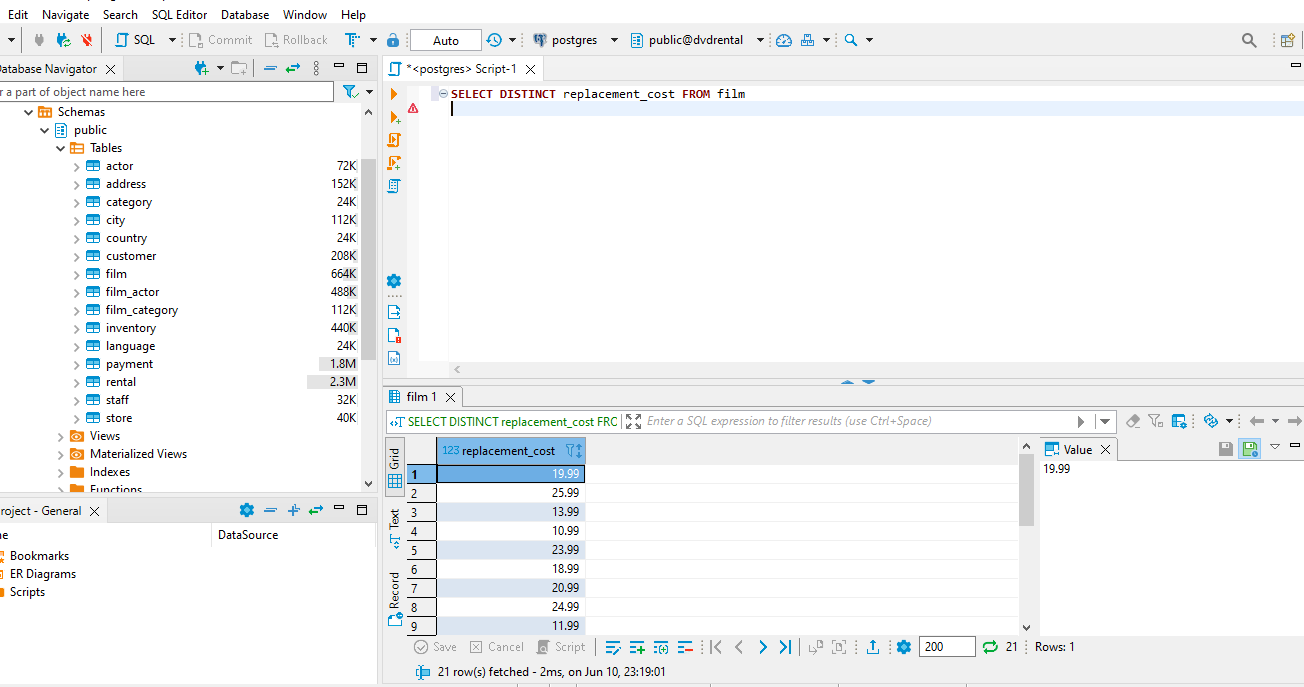 Edit Navigate Search SQL Editor Database Window Help
SQL Commit Rollback Auto postgres public@dvdrental
Database Navigator
r a part of object name here
Schemas
public
Tables
actor 72K
address 152K
category 24K
city 112K
country 24K
customer 208K
film 664K
film_actor 488K
film_category 112K
inventory 440K
language 24K
payment 1.8M
rental 2.3M
staff 32K
store 40K
Views
Materialized Views
Indexes
Functions
roject - General
DataSource
Bookmarks
ER Diagrams
Scripts
*<postgres> Script-1
SELECT DISTINCT replacement_cost FROM film
film 1
SELECT DISTINCT replacement_cost FRO Enter a SQL expression to filter results (use Ctrl+Space)
Grid
Text
Record
123 replacement_cost
1 19.99
2 25.99
3 13.99
4 10.99
5 23.99
6 18.99
7 20.99
8 24.99
9 11.99
Value
19.99
Save Cancel Script 200 21 Rows: 1
21 row(s) fetched - 2ms, on Jun 10, 23:19:01